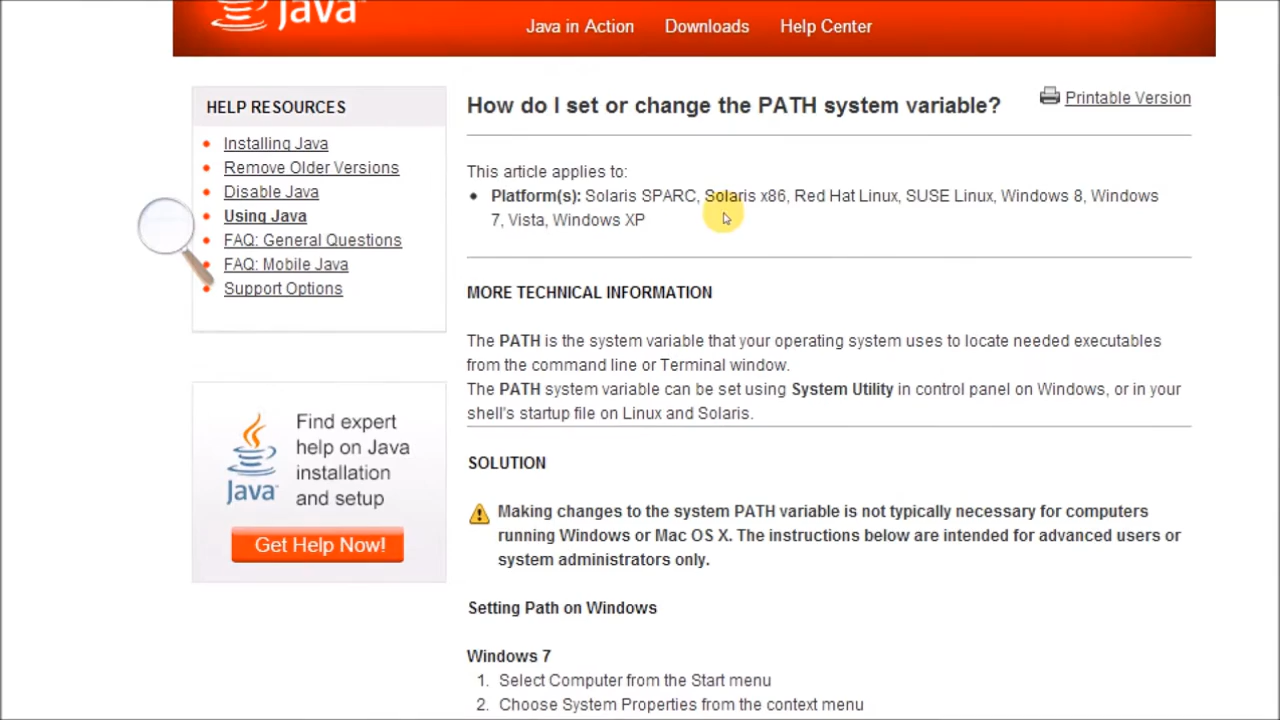 Java
Java in Action
Downloads
Help Center
HELP RESOURCES
Installing Java
Remove Older Versions
Disable Java
Using Java
FAQ: General Questions
FAQ: Mobile Java
Support Options
Find expert
help on Java
installation
and setup
Java
Get Help Now!
How do I set or change the PATH system variable?
Printable Version
This article applies to:
Platform(s): Solaris SPARC, Solaris x86, Red Hat Linux, SUSE Linux, Windows 8, Windows
7, Vista, Windows XP
MORE TECHNICAL INFORMATION
The PATH is the system variable that your operating system uses to locate needed executables
from the command line or Terminal window.
The PATH system variable can be set using System Utility in control panel on Windows, or in your
shell's startup file on Linux and Solaris.
SOLUTION
Making changes to the system PATH variable is not typically necessary for computers
running Windows or Mac OS X. The instructions below are intended for advanced users or
system administrators only.
Setting Path on Windows
Windows 7
1. Select Computer from the Start menu
2. Choose System Properties from the context menu